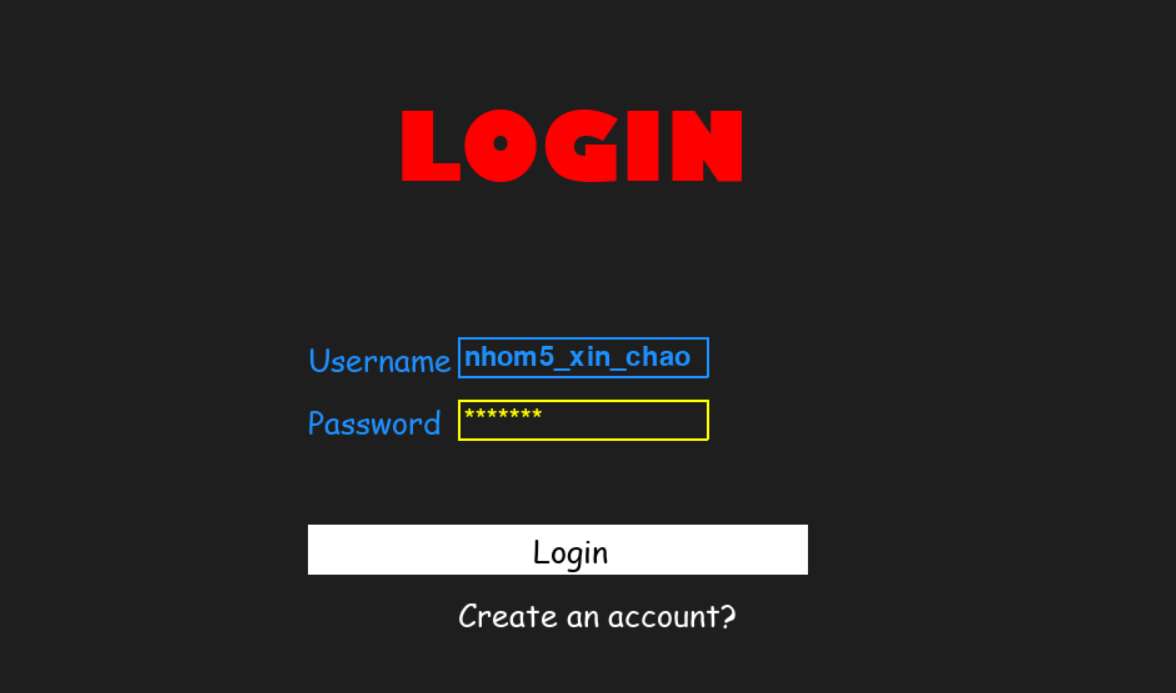 LOGIN
Username nhom5_xin_chao
Password *******
Login
Create an account?